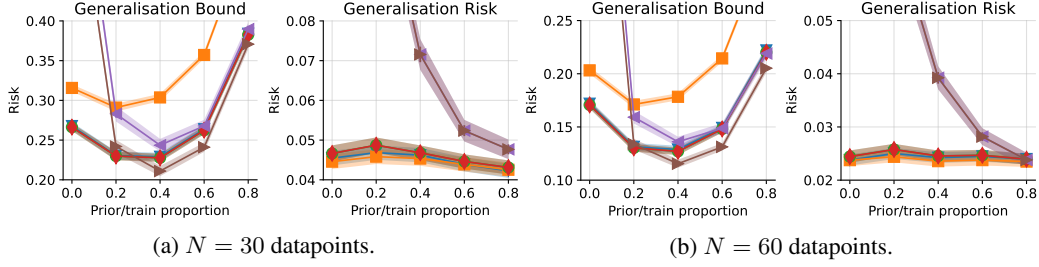 Generalisation Bound
Risk
0.40
0.35
0.30
0.25
0.20
0.0 0.2 0.4 0.6 0.8
Prior/train proportion
Generalisation Risk
Risk
0.08
0.07
0.06
0.05
0.04
0.0 0.2 0.4 0.6 0.8
Prior/train proportion
(a) N = 30 datapoints.
Generalisation Bound
Risk
0.25
0.20
0.15
0.10
0.0 0.2 0.4 0.6 0.8
Prior/train proportion
Generalisation Risk
Risk
0.05
0.04
0.03
0.02
0.0 0.2 0.4 0.6 0.8
Prior/train proportion
(b) N = 60 datapoints.